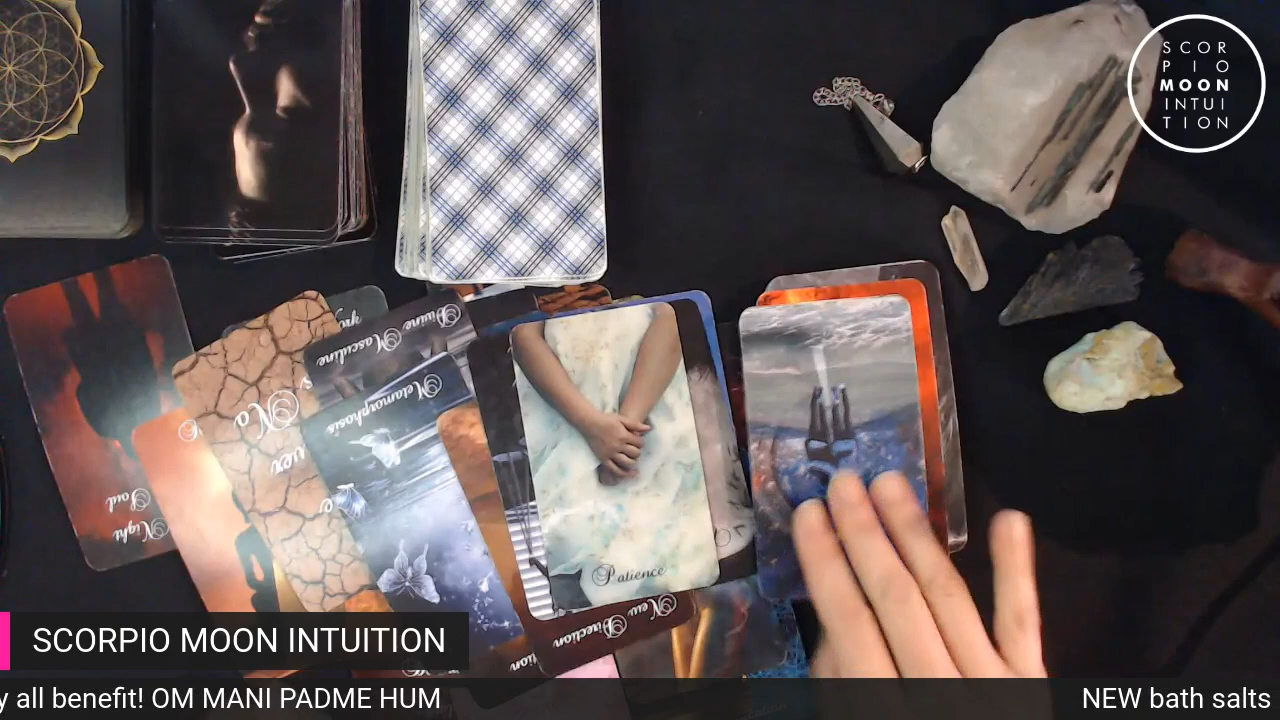 SCOR
PIO
MOON
INTUI
TION
Divine Masculine
Metamorphosis
Night
Soul
No
Patience
New Direction
SCORPIO MOON INTUITION
all benefit! OM MANI PADME HUM
NEW bath salts